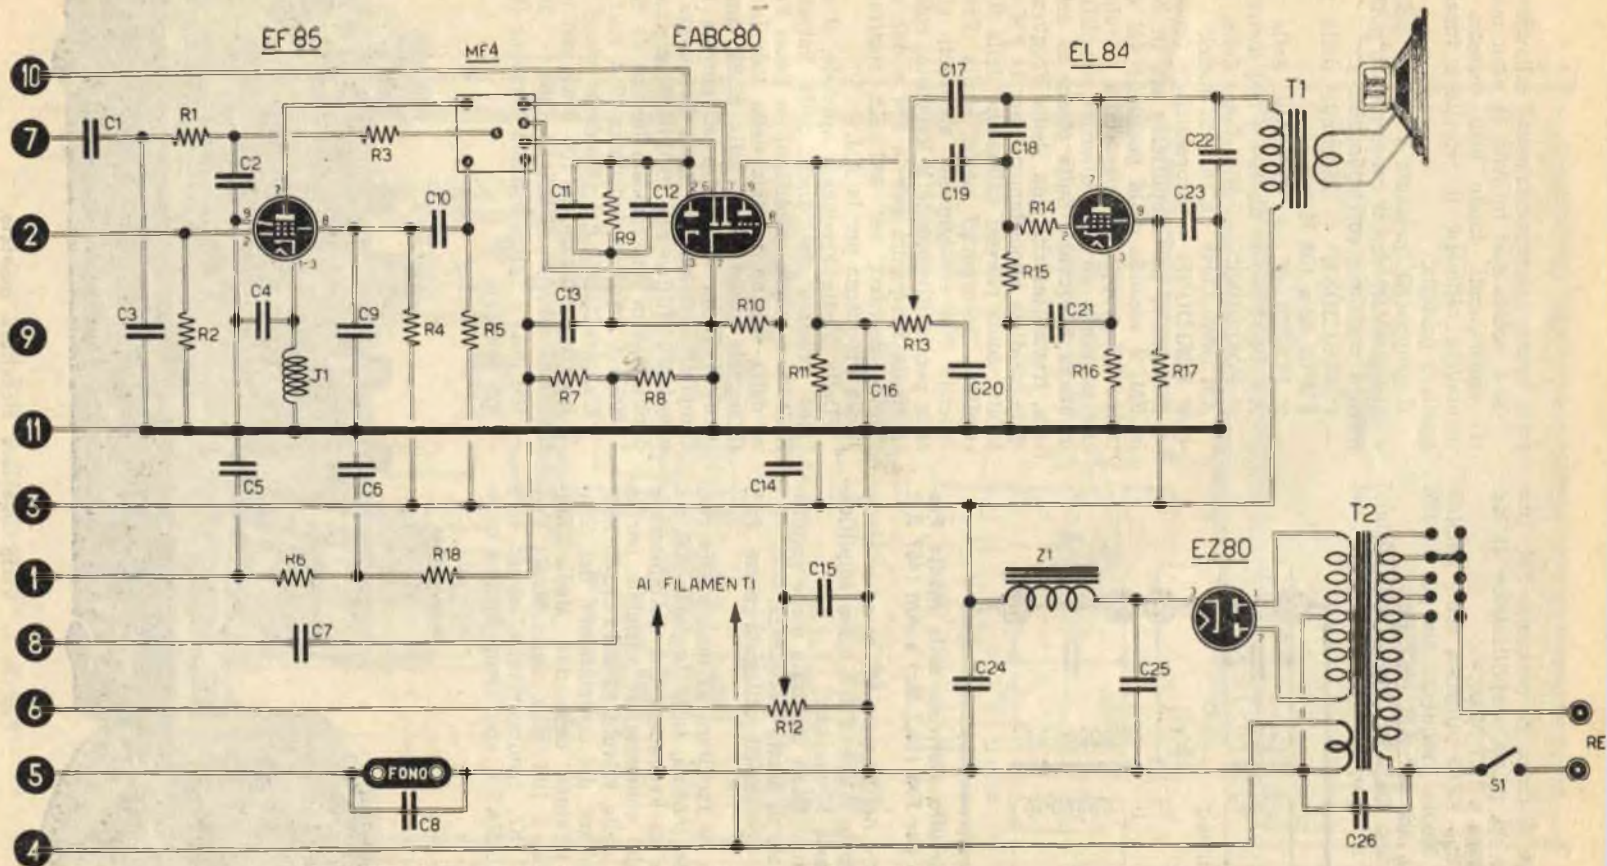 EF85
EABC80
EL84
MF4
T1
10
7
2
9
11
3
1
8
6
5
4
C1
R1
C2
R3
C10
C11
R9
C12
C17
C18
C19
C22
C23
R14
R15
C3
R2
C4
J1
C9
R4
R5
C13
R10
R7
R8
R11
C16
R13
C20
C21
R16
R17
C5
C6
C14
R6
R18
C7
AI FILAMENTI
C15
R12
C24
Z1
C25
EZ80
T2
FONO
C8
C26
S1
RE